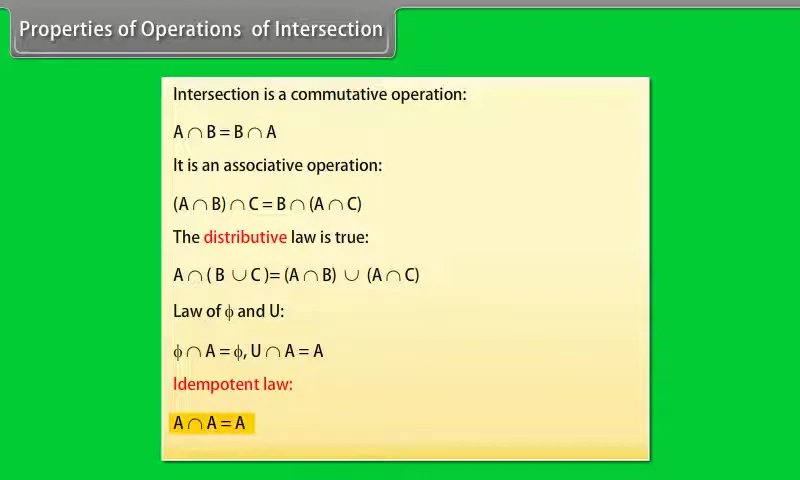 Properties of Operations of Intersection
Intersection is a commutative operation:
A ∩ B = B ∩ A
It is an associative operation:
(A ∩ B) ∩ C = B ∩ (A ∩ C)
The distributive law is true:
A ∩ ( B ∪ C )= (A ∩ B) ∪ (A ∩ C)
Law of ϕ and U:
ϕ ∩ A = ϕ, U ∩ A = A
Idempotent law:
A ∩ A = A